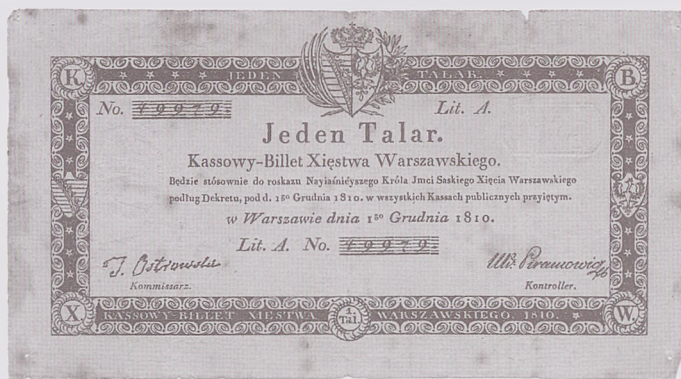 K. JEDEN TALAR. B.
No. 49979. Lit. A.
Jeden Talar.
Kassowy-Billet Xięstwa Warszawskiego.
Będzie stósownie do roskazu Nayiaśnieyszego Króla Jmci Saskiego Xięcia Warszawskiego
podług Dekretu, pod d. 1go Grudnia 1810. w wszystkich Kassach publicznych przyiętym.
w Warszawie dnia 1go Grudnia 1810.
Lit. A. No. 49979.
J. Ostrowski
Kommissarz. Kontroller.
X KASSOWY-BILLET XIĘSTWA 1. Tal. WARSZAWSKIEGO. 1810. W.